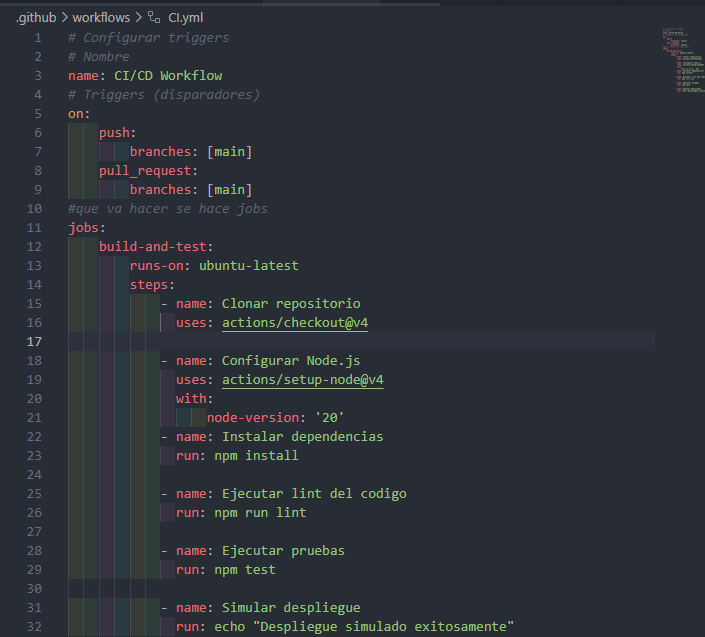 .github > workflows > CI.yml
1 # Configurar triggers
2 # Nombre
3 name: CI/CD Workflow
4 # Triggers (disparadores)
5 on:
6     push:
7         branches: [main]
8     pull_request:
9         branches: [main]
10 #que va hacer se hace jobs
11 jobs:
12     build-and-test:
13         runs-on: ubuntu-latest
14         steps:
15             - name: Clonar repositorio
16               uses: actions/checkout@v4
17
18             - name: Configurar Node.js
19               uses: actions/setup-node@v4
20               with:
21                   node-version: '20'
22             - name: Instalar dependencias
23               run: npm install
24
25             - name: Ejecutar lint del codigo
26               run: npm run lint
27
28             - name: Ejecutar pruebas
29               run: npm test
30
31             - name: Simular despliegue
32               run: echo "Despliegue simulado exitosamente"